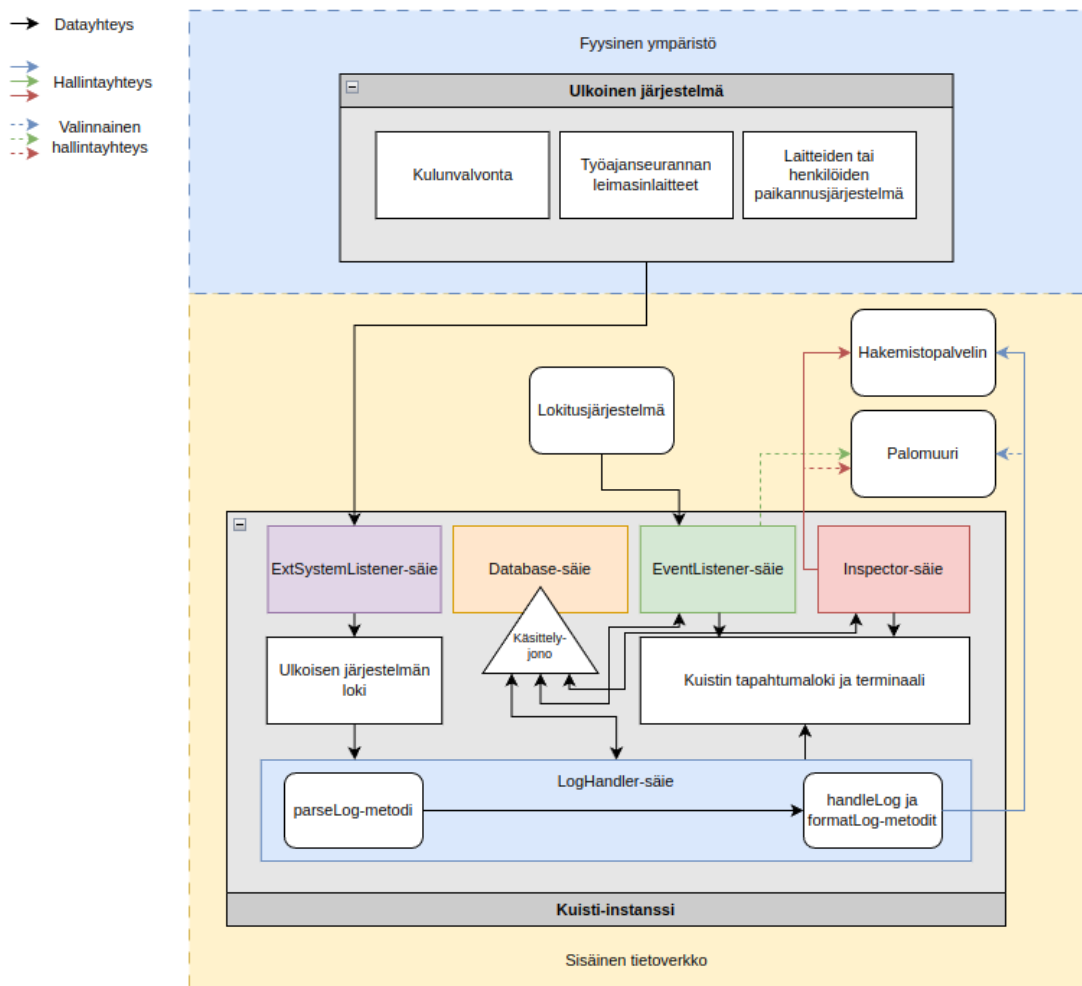 Datayhteys
Hallintayhteys
Valinnainen
hallintayhteys
Fyysinen ympäristö
Ulkoinen järjestelmä
Kulunvalvonta
Työajanseurannan
leimasinlaitteet
Laitteiden tai
henkilöiden
paikannusjärjestelmä
Hakemistopalvelin
Lokitusjärjestelmä
Palomuuri
ExtSystemListener-säie
Database-säie
EventListener-säie
Inspector-säie
Käsittely-
jono
Ulkoisen järjestelmän
loki
Kuistin tapahtumaloki ja terminaali
LogHandler-säie
parseLog-metodi
handleLog ja
formatLog-metodit
Kuisti-instanssi
Sisäinen tietoverkko